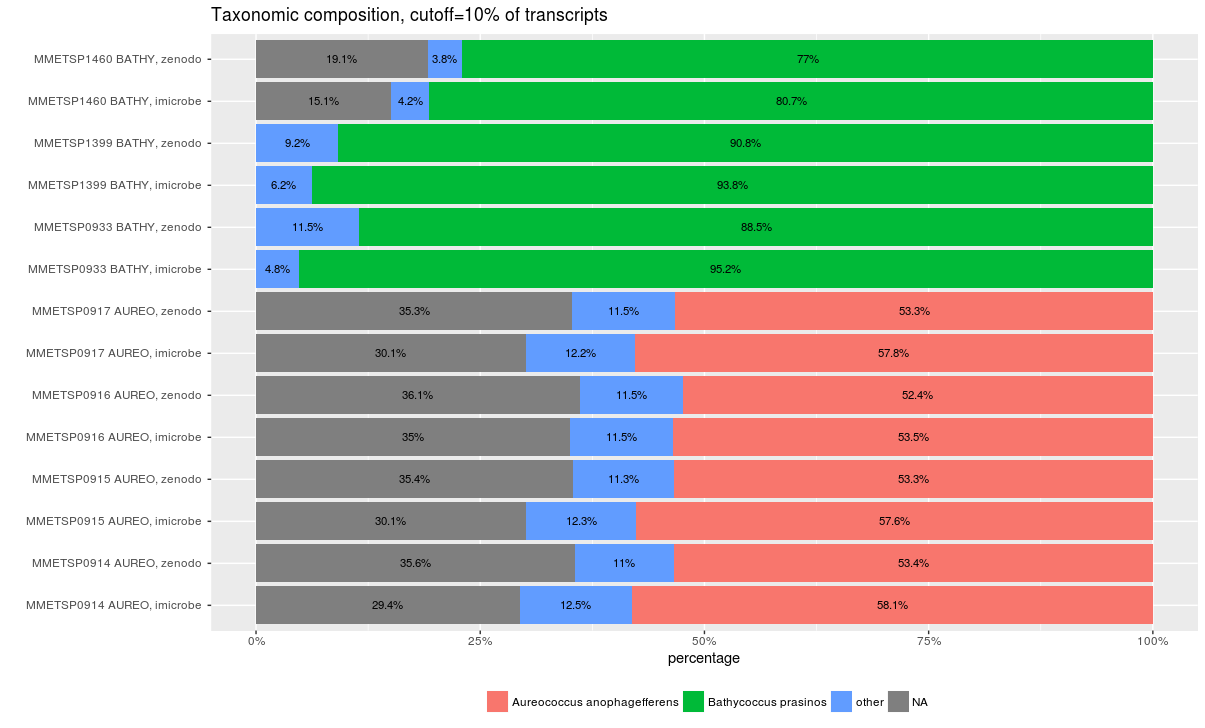 Taxonomic composition, cutoff=10% of transcripts
MMETSP1460 BATHY, zenodo 19.1% 3.8% 77%
MMETSP1460 BATHY, imicrobe 15.1% 4.2% 80.7%
MMETSP1399 BATHY, zenodo 9.2% 90.8%
MMETSP1399 BATHY, imicrobe 6.2% 93.8%
MMETSP0933 BATHY, zenodo 11.5% 88.5%
MMETSP0933 BATHY, imicrobe 4.8% 95.2%
MMETSP0917 AUREO, zenodo 35.3% 11.5% 53.3%
MMETSP0917 AUREO, imicrobe 30.1% 12.2% 57.8%
MMETSP0916 AUREO, zenodo 36.1% 11.5% 52.4%
MMETSP0916 AUREO, imicrobe 35% 11.5% 53.5%
MMETSP0915 AUREO, zenodo 35.4% 11.3% 53.3%
MMETSP0915 AUREO, imicrobe 30.1% 12.3% 57.6%
MMETSP0914 AUREO, zenodo 35.6% 11% 53.4%
MMETSP0914 AUREO, imicrobe 29.4% 12.5% 58.1%
0% 25% 50% 75% 100%
percentage
Aureococcus anophagefferens Bathycoccus prasinos other NA